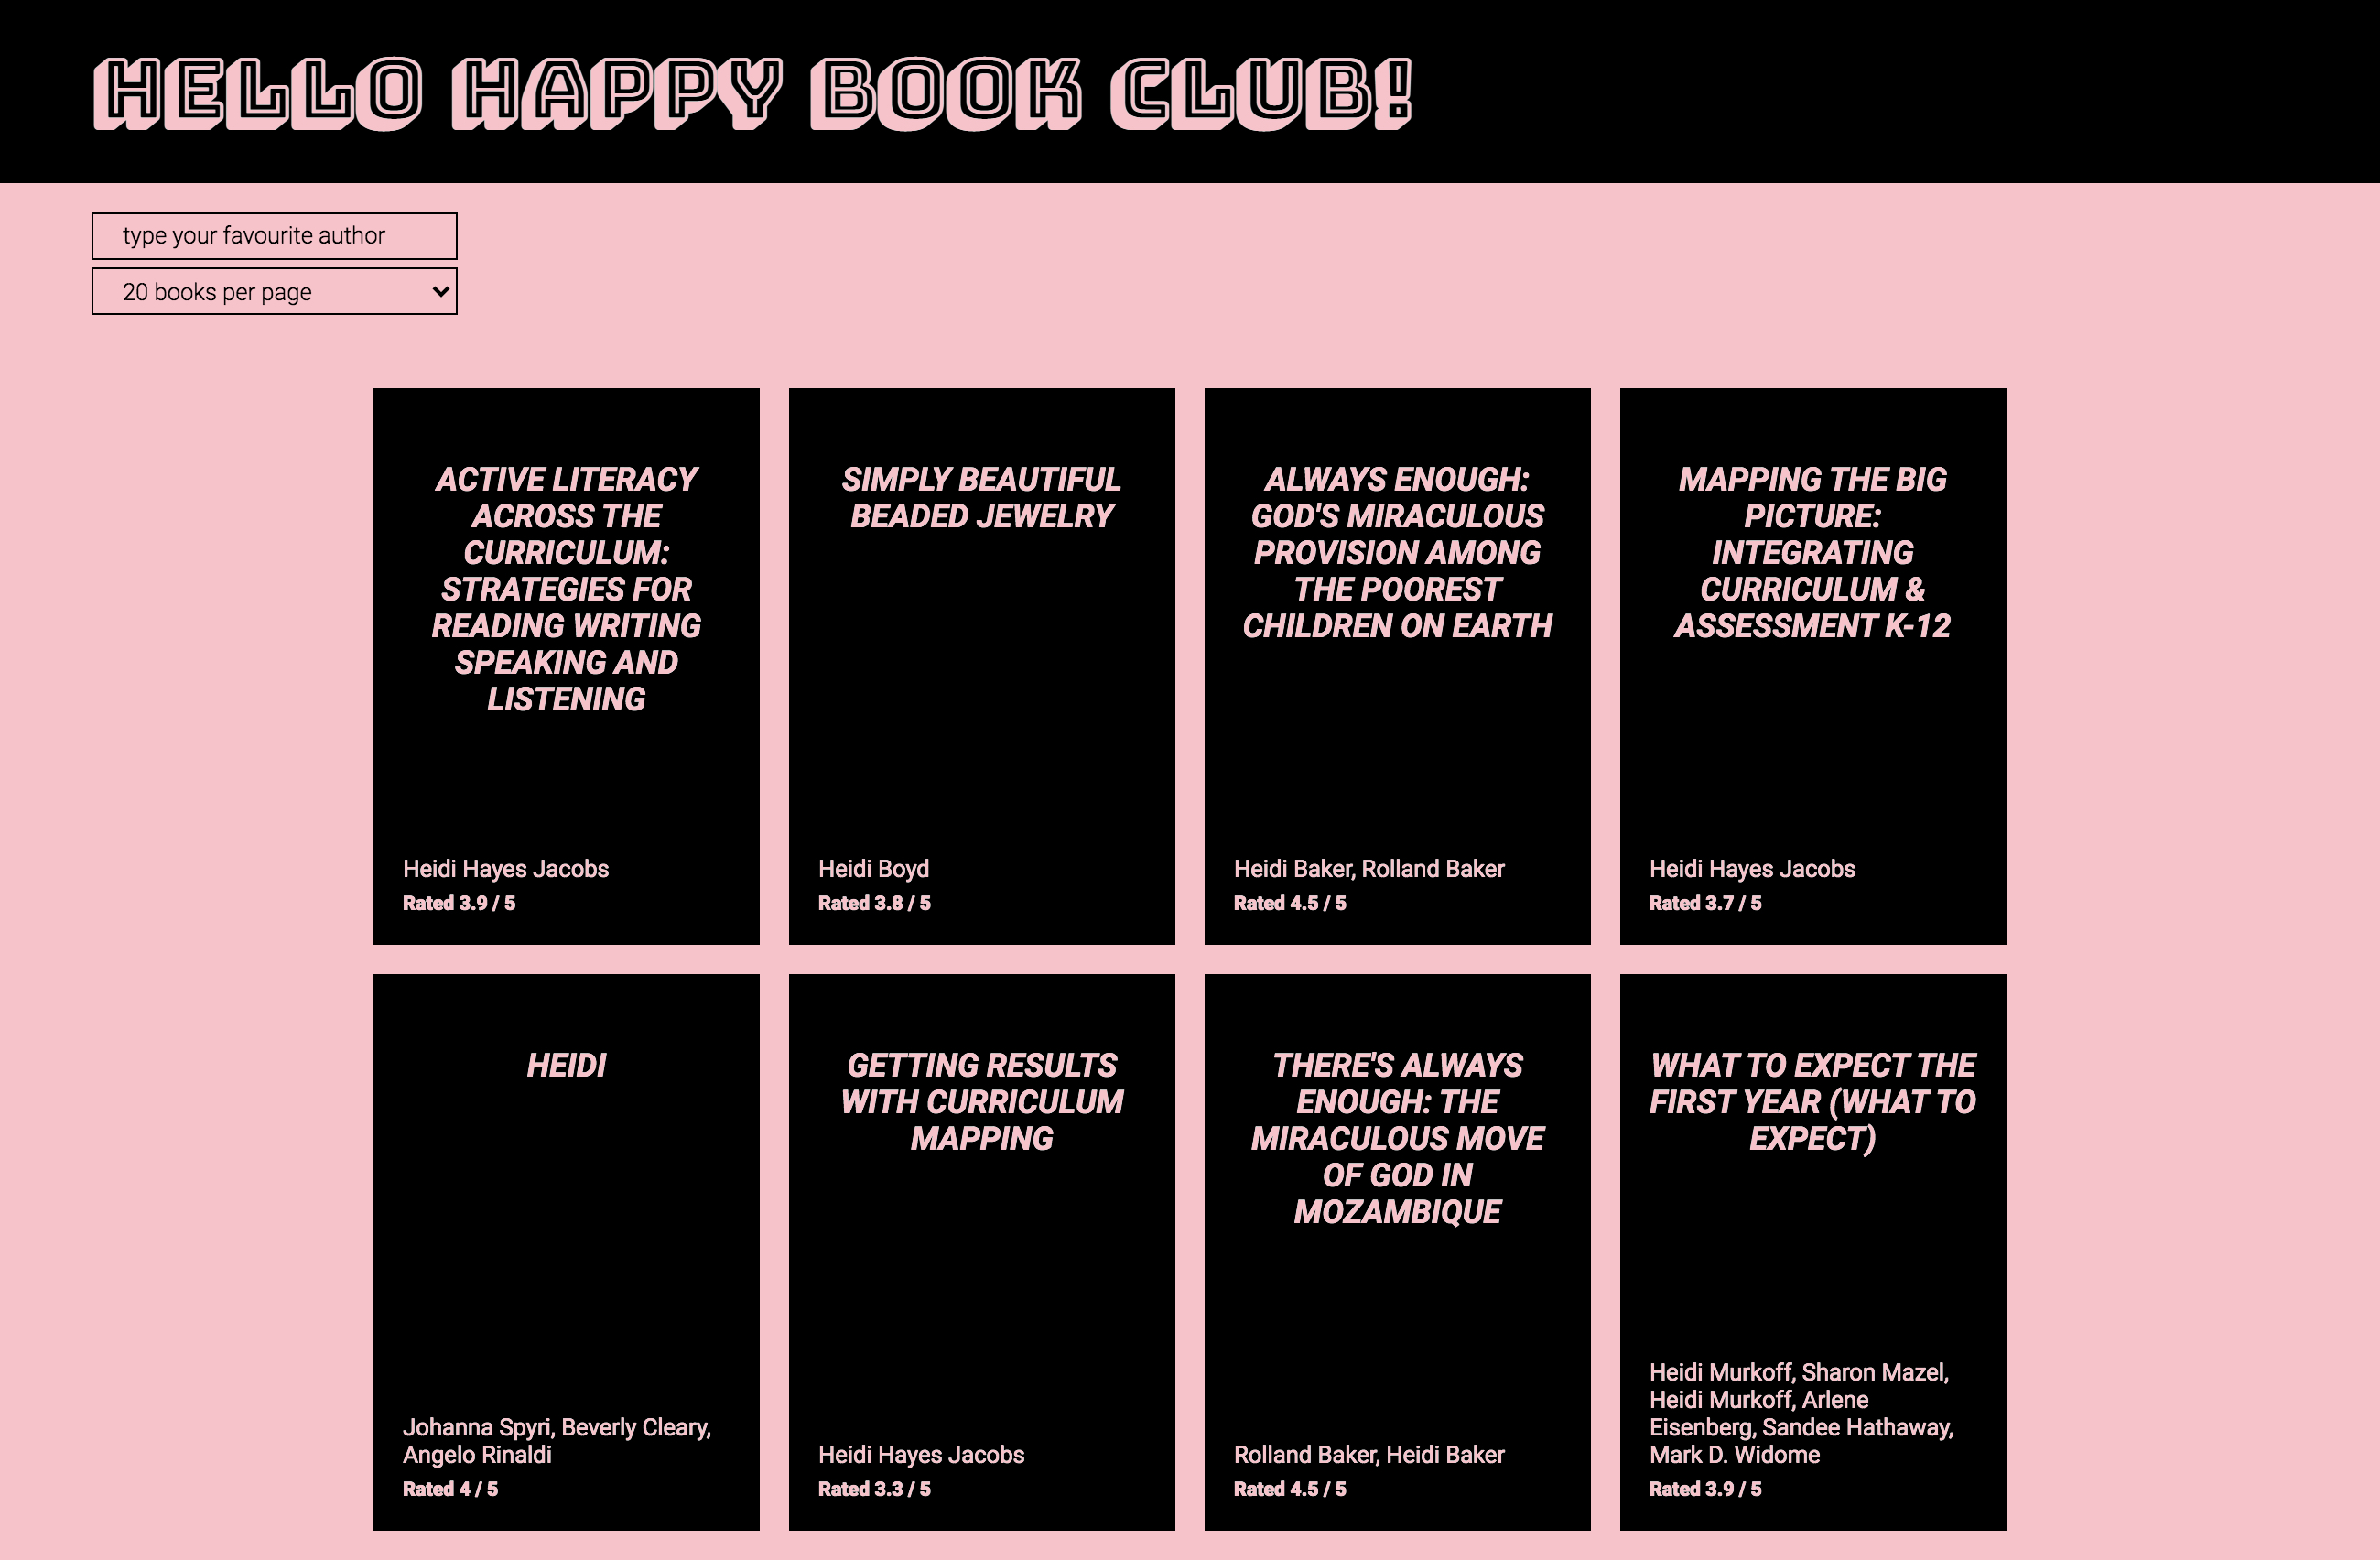 HELLO HAPPY BOOK CLUB!
type your favourite author
20 books per page
ACTIVE LITERACY
ACROSS THE
CURRICULUM:
STRATEGIES FOR
READING WRITING
SPEAKING AND
LISTENING
Heidi Hayes Jacobs
Rated 3.9 / 5
SIMPLY BEAUTIFUL
BEADED JEWELRY
Heidi Boyd
Rated 3.8 / 5
ALWAYS ENOUGH:
GOD'S MIRACULOUS
PROVISION AMONG
THE POOREST
CHILDREN ON EARTH
Heidi Baker, Rolland Baker
Rated 4.5 / 5
MAPPING THE BIG
PICTURE:
INTEGRATING
CURRICULUM &
ASSESSMENT K-12
Heidi Hayes Jacobs
Rated 3.7 / 5
HEIDI
Johanna Spyri, Beverly Cleary,
Angelo Rinaldi
Rated 4 / 5
GETTING RESULTS
WITH CURRICULUM
MAPPING
Heidi Hayes Jacobs
Rated 3.3 / 5
THERE'S ALWAYS
ENOUGH: THE
MIRACULOUS MOVE
OF GOD IN
MOZAMBIQUE
Rolland Baker, Heidi Baker
Rated 4.5 / 5
WHAT TO EXPECT THE
FIRST YEAR (WHAT TO
EXPECT)
Heidi Murkoff, Sharon Mazel,
Heidi Murkoff, Arlene
Eisenberg, Sandee Hathaway,
Mark D. Widome
Rated 3.9 / 5